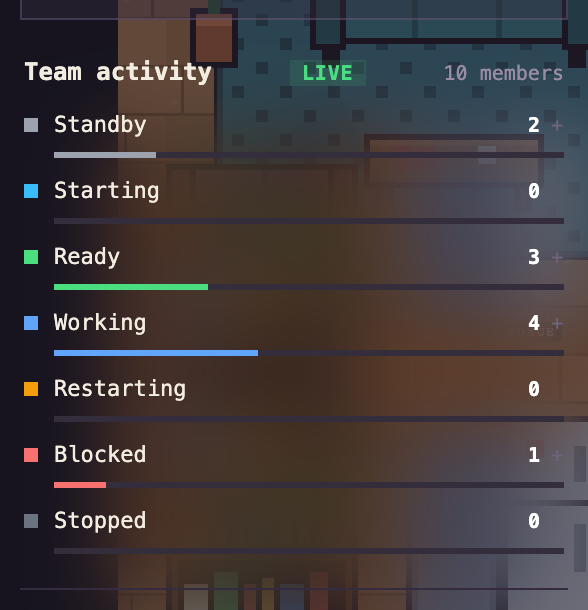 Team activity LIVE 10 members
Standby 2 +
Starting 0
Ready 3 +
Working 4 +
Restarting 0
Blocked 1 +
Stopped 0